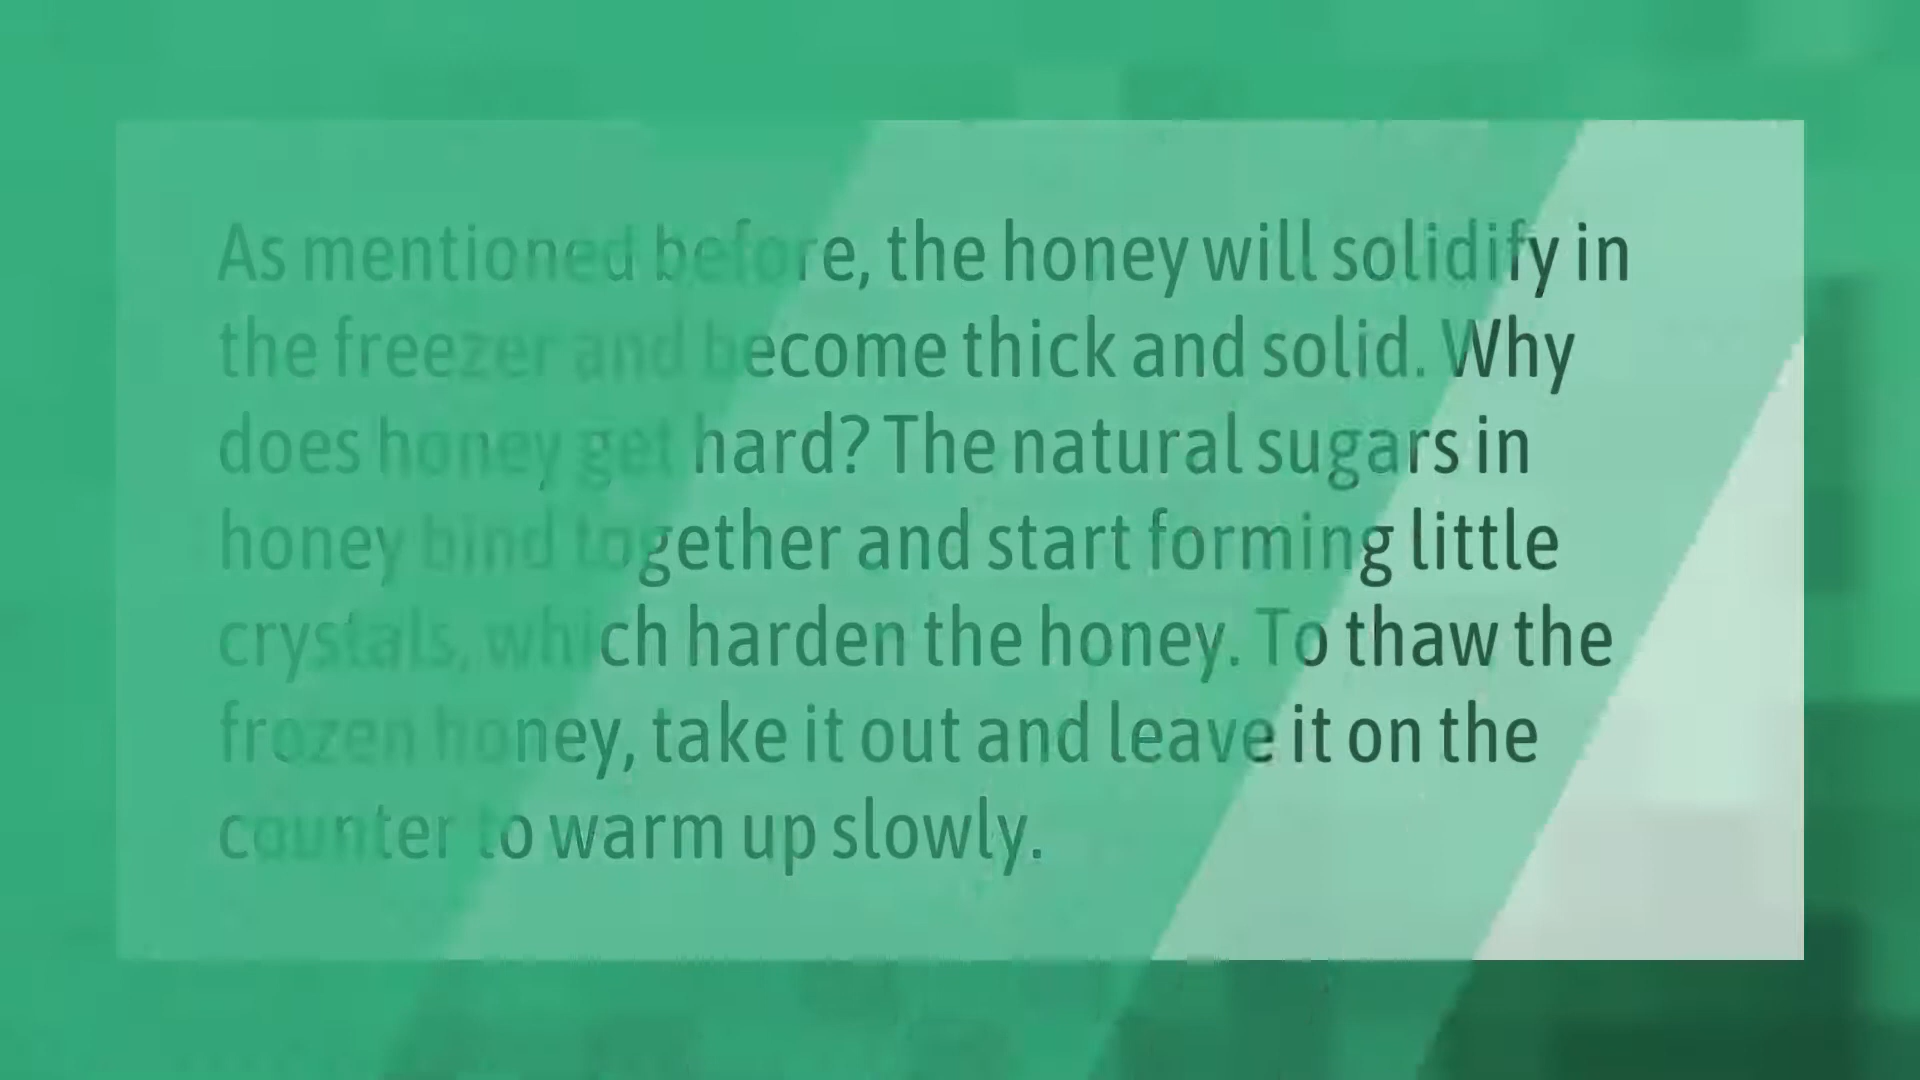 As mentioned before, the honey will solidify in
the freezer and become thick and solid. Why
does honey get hard? The natural sugars in
honey bind together and start forming little
crystals, which harden the honey. To thaw the
frozen honey, take it out and leave it on the
counter to warm up slowly.